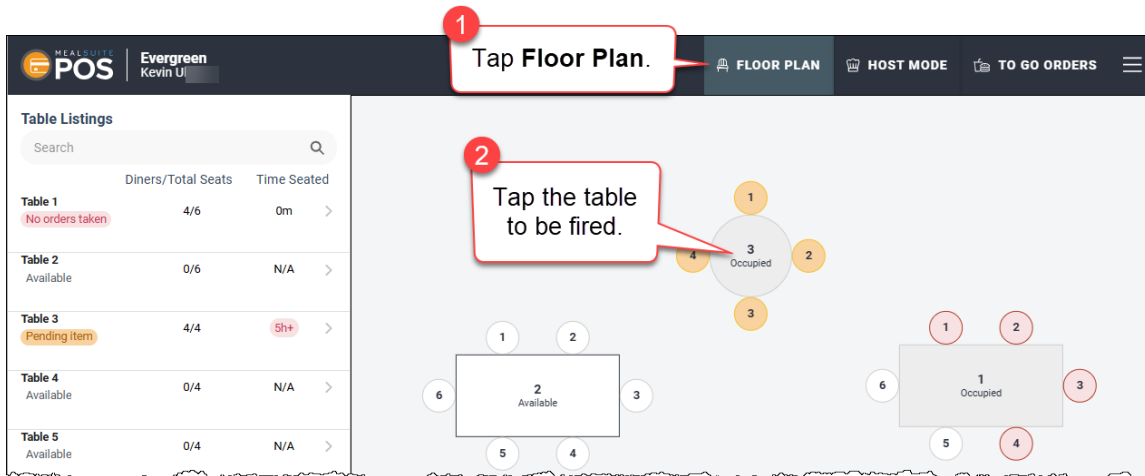 1
Tap Floor Plan.
MEALSUITE
POS
Evergreen
Kevin Ul
FLOOR PLAN
HOST MODE
TO GO ORDERS
Table Listings
Search
Diners/Total Seats Time Seated
Table 1
No orders taken
4/6 0m
Table 2
Available
0/6 N/A
Table 3
Pending item
4/4 5h+
Table 4
Available
0/4 N/A
Table 5
Available
0/4 N/A
2
Tap the table
to be fired.
1
4
3
Occupied
2
3
1 2
6
2
Available
3
5 4
1 2
6
1
Occupied
3
5 4